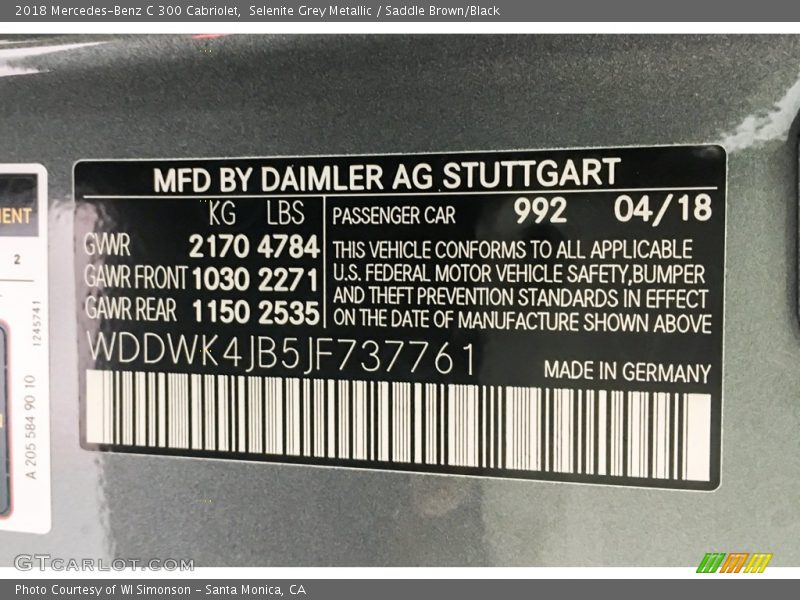 2018 Mercedes-Benz C 300 Cabriolet, Selenite Grey Metallic / Saddle Brown/Black
MFD BY DAIMLER AG STUTTGART
KG LBS
GVWR 2170 4784
GAWR FRONT 1030 2271
GAWR REAR 1150 2535
PASSENGER CAR 992 04/18
THIS VEHICLE CONFORMS TO ALL APPLICABLE
U.S. FEDERAL MOTOR VEHICLE SAFETY,BUMPER
AND THEFT PREVENTION STANDARDS IN EFFECT
ON THE DATE OF MANUFACTURE SHOWN ABOVE
WDDWK4JB5JF737761
MADE IN GERMANY
2
1245741
A 205 584 90 10
GTCARLOT.COM
Photo Courtesy of WI Simonson - Santa Monica, CA